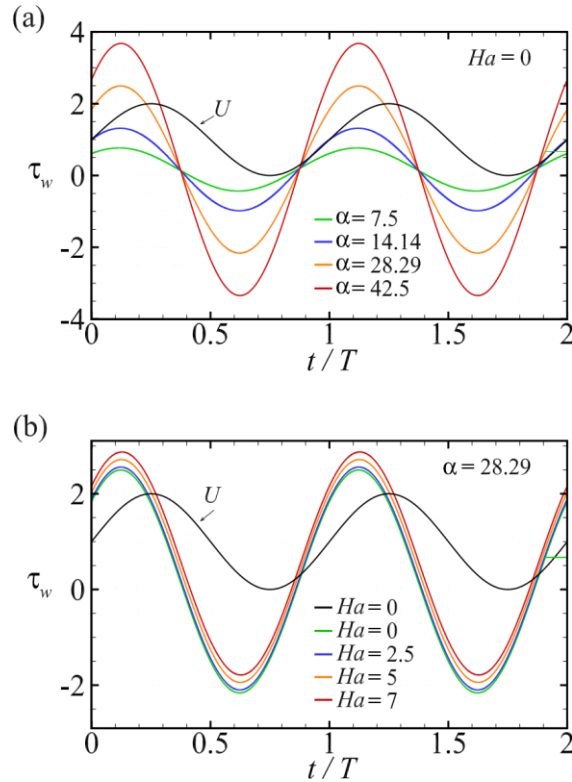 (a)
4
Ha = 0
U
2
τw
0
α = 7.5
α = 14.14
-2
α = 28.29
α = 42.5
-4
0 0.5 1 1.5 2
t / T
(b)
α = 28.29
U
2
τw
0
Ha = 0
Ha = 0
Ha = 2.5
Ha = 5
-2
Ha = 7
0 0.5 1 1.5 2
t / T